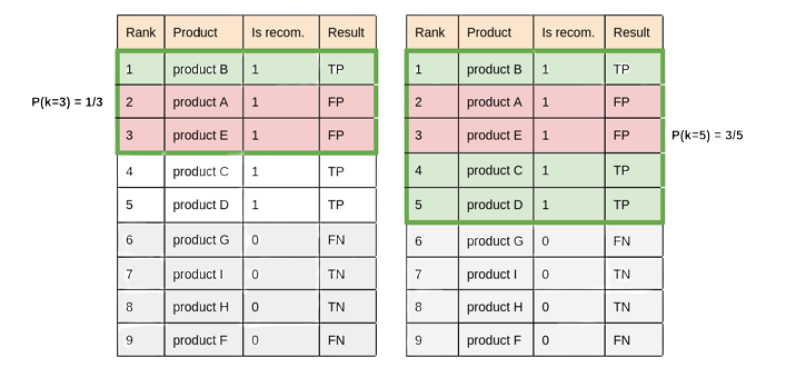 Rank Product Is recom. Result
1 product B 1 TP
2 product A 1 FP
3 product E 1 FP
4 product C 1 TP
5 product D 1 TP
6 product G 0 FN
7 product I 0 TN
8 product H 0 TN
9 product F 0 FN
P(k=3) = 1/3
Rank Product Is recom. Result
1 product B 1 TP
2 product A 1 FP
3 product E 1 FP
4 product C 1 TP
5 product D 1 TP
6 product G 0 FN
7 product I 0 TN
8 product H 0 TN
9 product F 0 FN
P(k=5) = 3/5